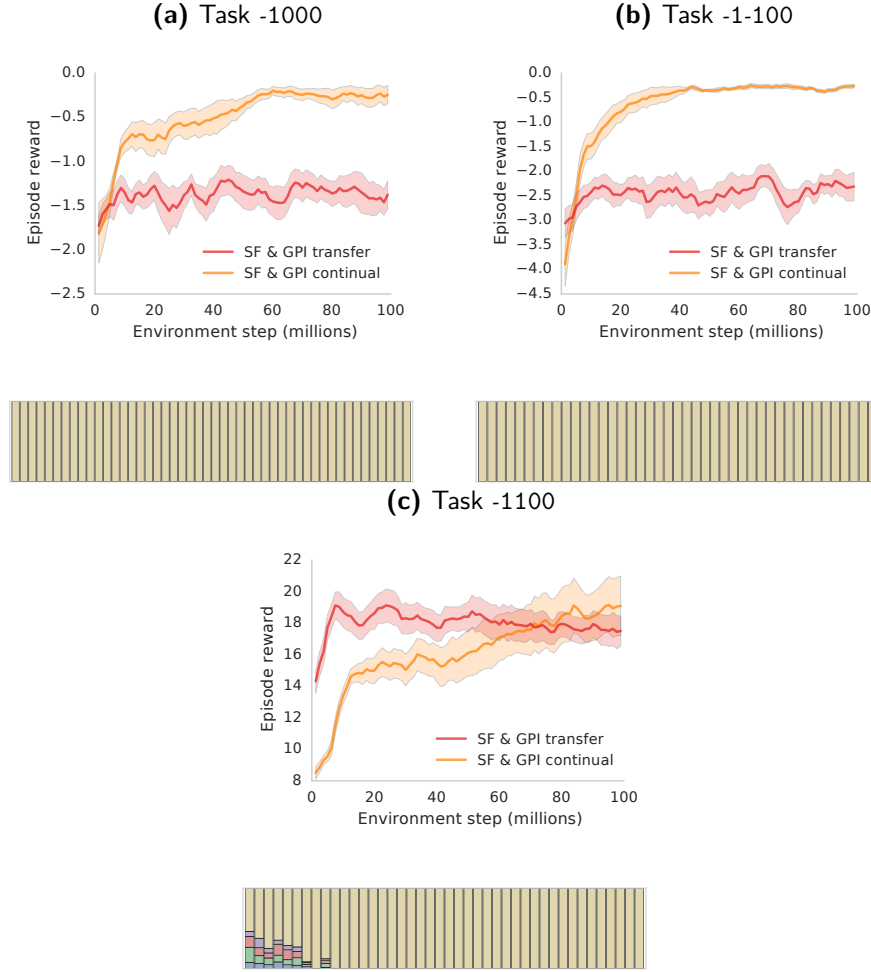 (a) Task -1000
0.0
−0.5
−1.0
−1.5
−2.0
−2.5
Episode reward
SF & GPI transfer
SF & GPI continual
0 20 40 60 80 100
Environment step (millions)
(b) Task -1-100
0.0
−0.5
−1.0
−1.5
−2.0
−2.5
−3.0
−3.5
−4.0
−4.5
Episode reward
SF & GPI transfer
SF & GPI continual
0 20 40 60 80 100
Environment step (millions)
(c) Task -1100
22
20
18
16
14
12
10
8
Episode reward
SF & GPI transfer
SF & GPI continual
0 20 40 60 80 100
Environment step (millions)